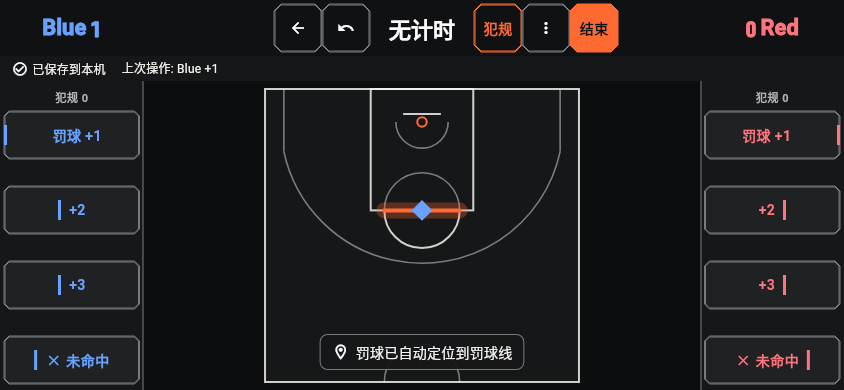 Blue 1
无计时
犯规
结束
0 Red
已保存到本机
上次操作: Blue +1
犯规 0
罚球 +1
+2
+3
× 未命中
罚球已自动定位到罚球线
犯规 0
罚球 +1
+2
+3
× 未命中